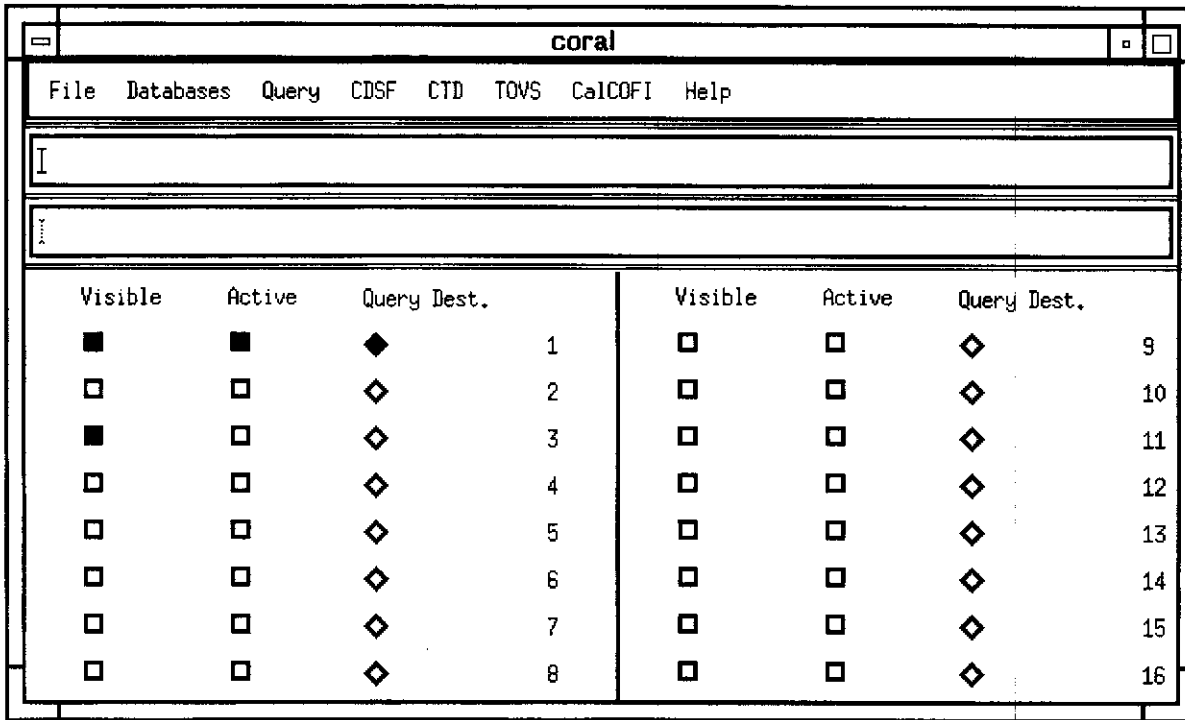 coral
File Databases Query CDSF CTD TOVS CalCOFI Help
Visible Active Query Dest. Visible Active Query Dest.
1 9
2 10
3 11
4 12
5 13
6 14
7 15
8 16